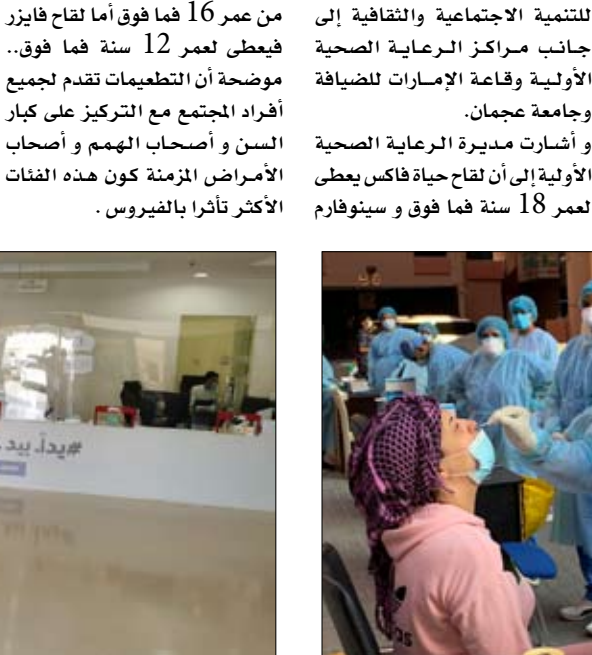 للتنمية الاجتماعية والثقافية إلى
جانب مراكز الرعاية الصحية
الأولية وقاعة الإمارات للضيافة
وجامعة عجمان.
و أشارت مديرة الرعاية الصحية
الأولية إلى أن لقاح حياة فاكس يعطى
لعمر 18 سنة فما فوق و سينوفارم
من عمر 16 فما فوق أما لقاح فايزر
فيعطى لعمر 12 سنة فما فوق..
موضحة أن التطعيمات تقدم لجميع
أفراد المجتمع مع التركيز على كبار
السن و أصحاب الهمم و أصحاب
الأمراض المزمنة كون هذه الفئات
الأكثر تأثرا بالفيروس .
#يداً بيد